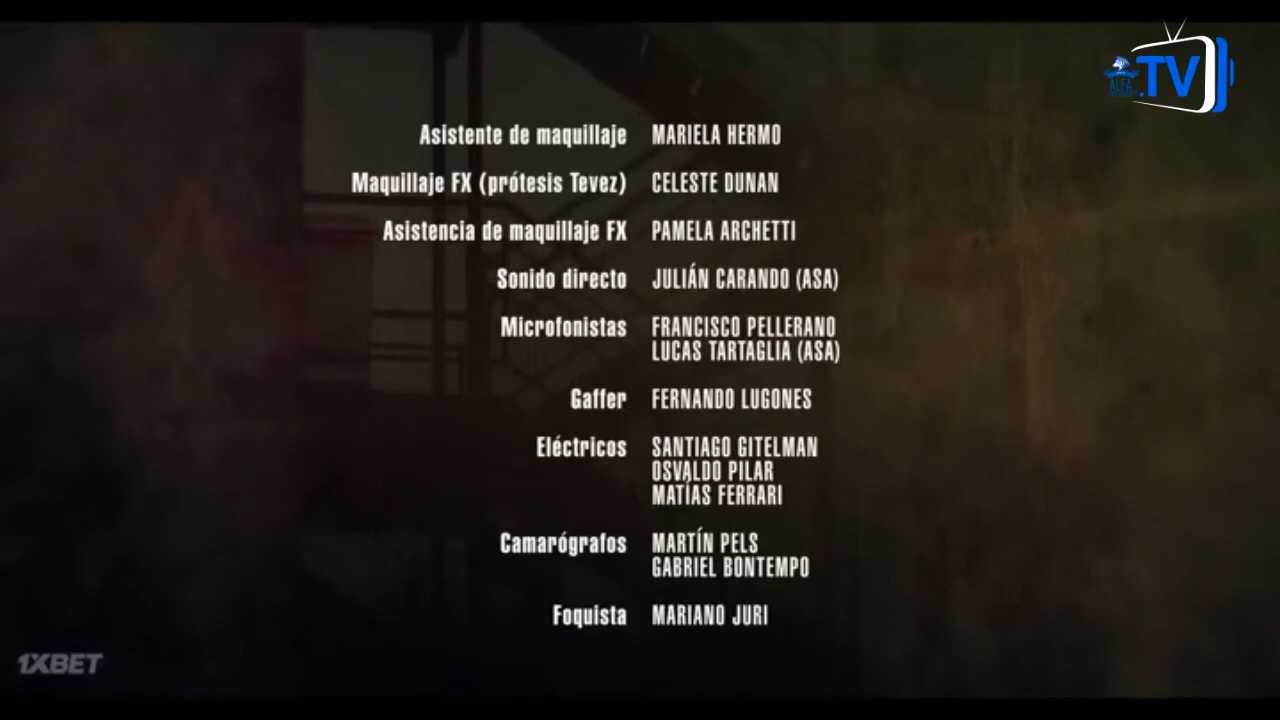 ALFA
.TV
Asistente de maquillaje MARIELA HERMO
Maquillaje FX (prótesis Tevez) CELESTE DUNAN
Asistencia de maquillaje FX PAMELA ARCHETTI
Sonido directo JULIÁN CARANDO (ASA)
Microfonistas FRANCISCO PELLERANO
LUCAS TARTAGLIA (ASA)
Gaffer FERNANDO LUGONES
Eléctricos SANTIAGO GITELMAN
OSVALDO PILAR
MATÍAS FERRARI
Camarógrafos MARTÍN PELS
GABRIEL BONTEMPO
Foquista MARIANO JURI
1XBET